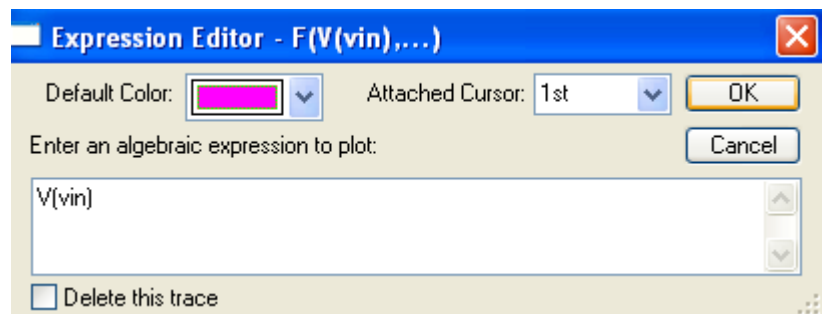 Expression Editor - F(V(vin),...)
Default Color: Attached Cursor: 1st OK
Enter an algebraic expression to plot: Cancel
V(vin)
Delete this trace